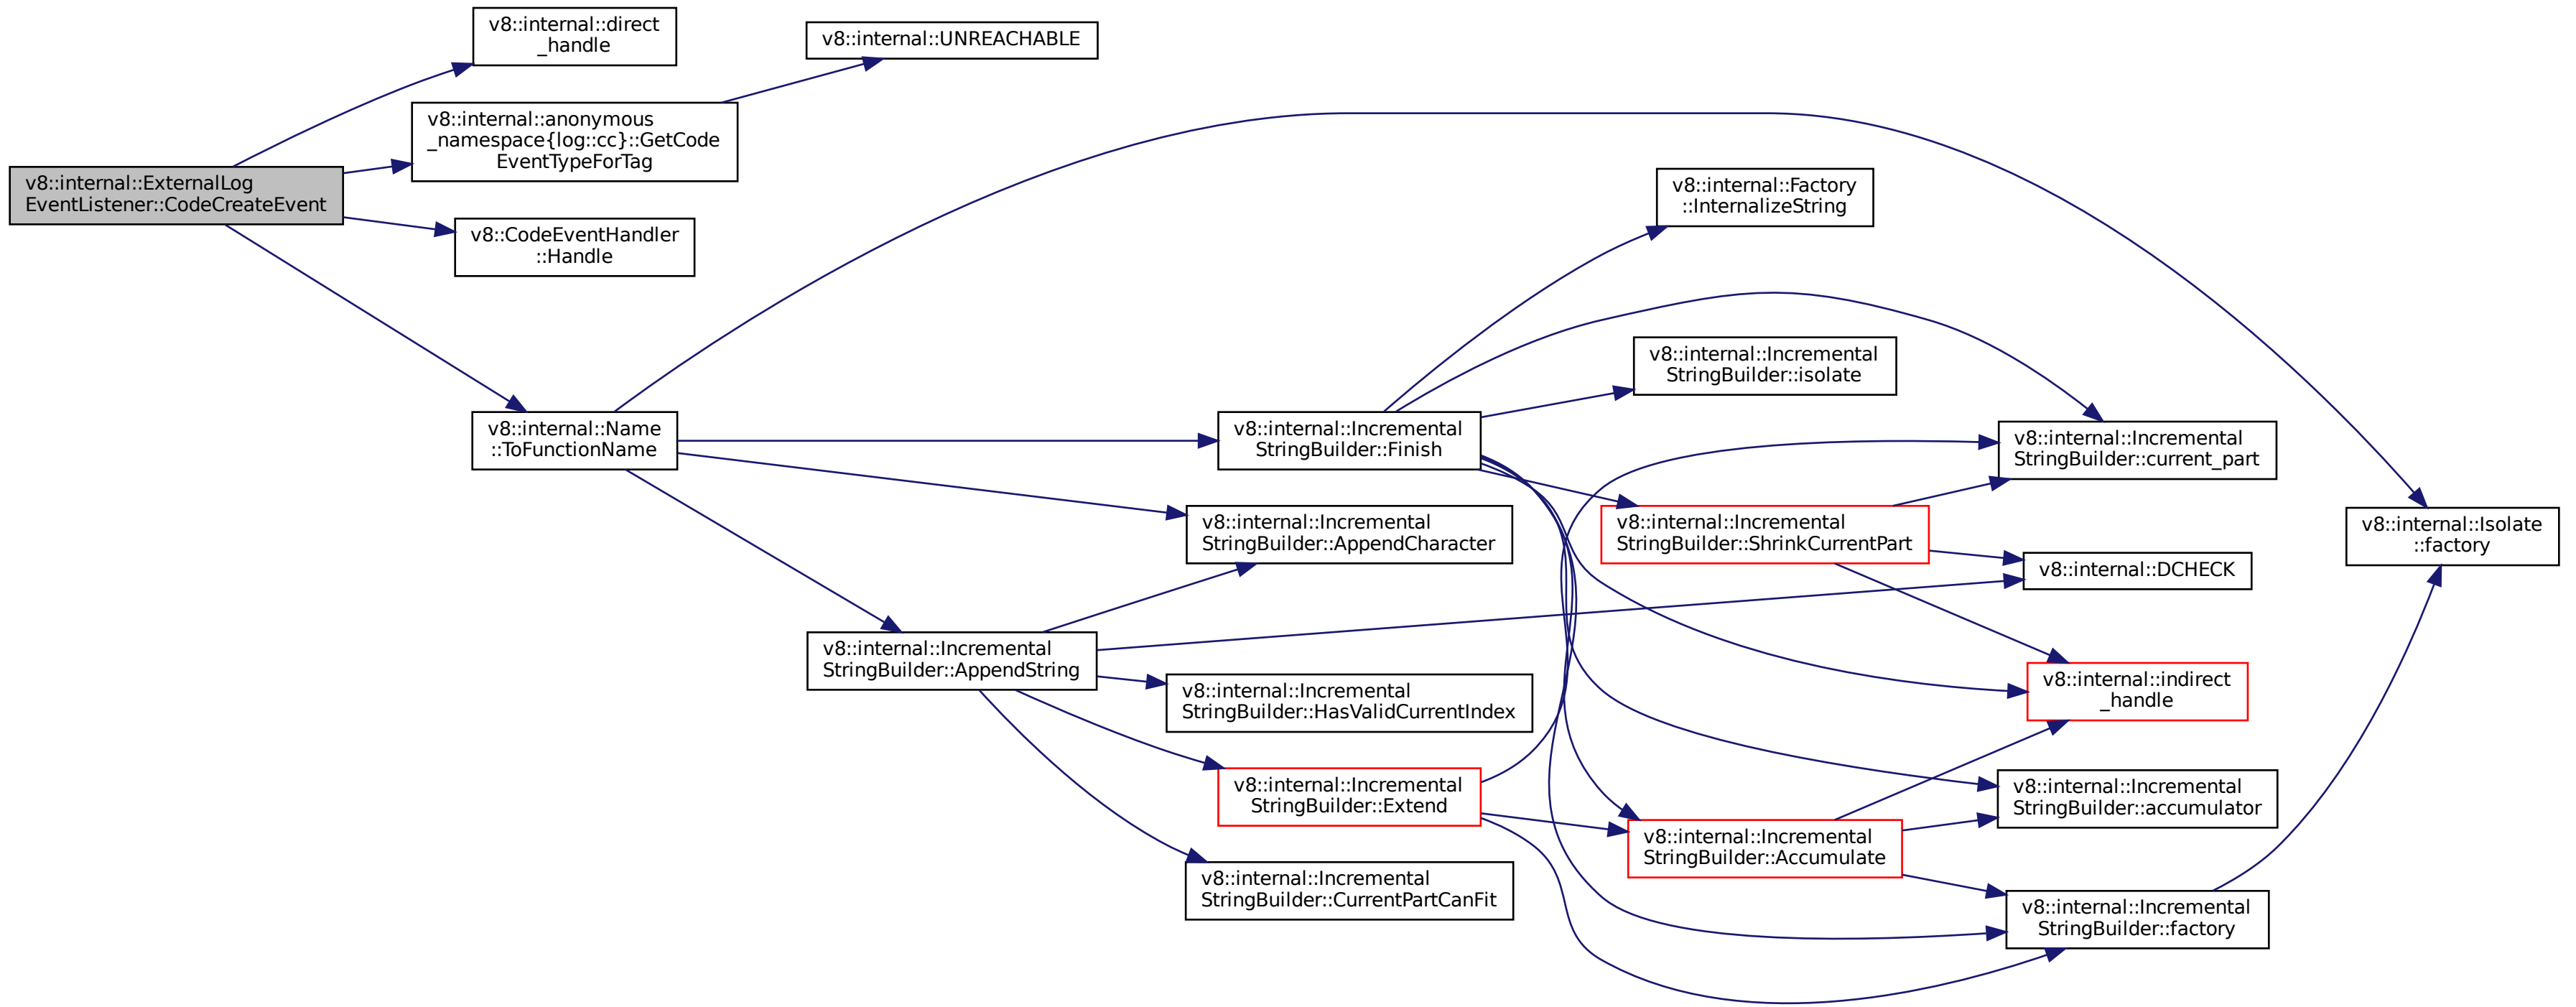 v8::internal::ExternalLog
EventListener::CodeCreateEvent
v8::internal::direct
_handle
v8::internal::anonymous
_namespace{log::cc}::GetCode
EventTypeForTag
v8::CodeEventHandler
::Handle
v8::internal::Name
::ToFunctionName
v8::internal::UNREACHABLE
v8::internal::Incremental
StringBuilder::AppendString
v8::internal::Incremental
StringBuilder::Finish
v8::internal::Incremental
StringBuilder::AppendCharacter
v8::internal::Incremental
StringBuilder::HasValidCurrentIndex
v8::internal::Incremental
StringBuilder::Extend
v8::internal::Incremental
StringBuilder::CurrentPartCanFit
v8::internal::Factory
::InternalizeString
v8::internal::Incremental
StringBuilder::isolate
v8::internal::Incremental
StringBuilder::ShrinkCurrentPart
v8::internal::Incremental
StringBuilder::Accumulate
v8::internal::Incremental
StringBuilder::current_part
v8::internal::DCHECK
v8::internal::indirect
_handle
v8::internal::Incremental
StringBuilder::accumulator
v8::internal::Incremental
StringBuilder::factory
v8::internal::Isolate
::factory